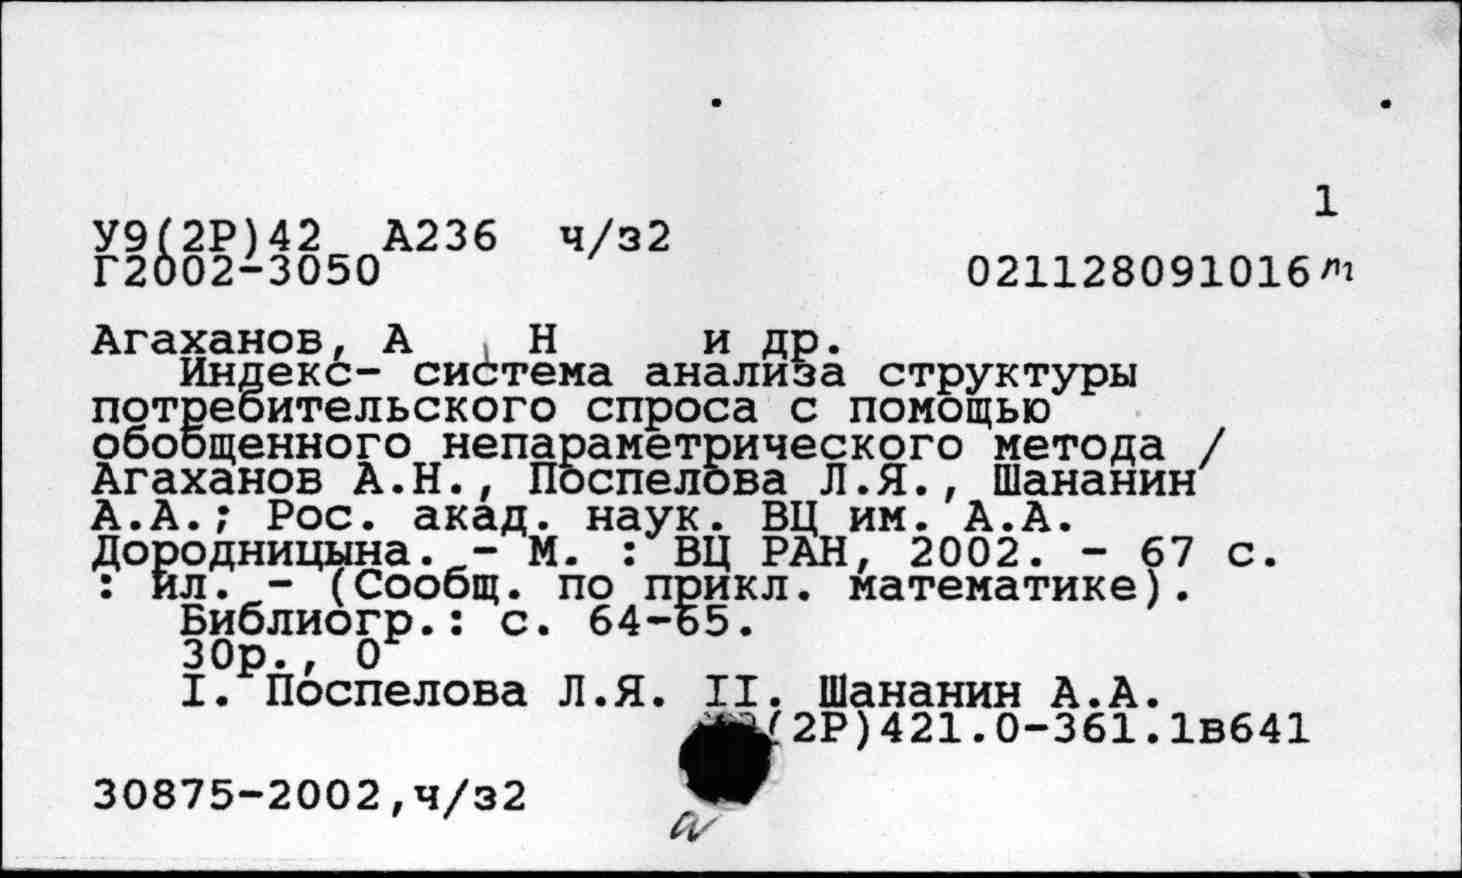 1
У9(2Р)42 А236 ч/з2
Г2002-3050 021128091016
Агаханов, А Н и др.
Индекс- система анализа структуры
потребительского спроса с помощью
обобщенного непараметрического метода /
Агаханов А.Н., Поспелова Л.Я., Шананин
А.А.; Рос. акад. наук. ВЦ им. А.А.
Дородницына. - М. : ВЦ РАН, 2002. - 67 с.
: ил. - (Сообщ. по прикл. математике).
Библиогр.: с. 64-65.
30р., 0
I. Поспелова Л.Я. II. Шананин А.А.
(2Р)421.0-361.1в641
30875-2002,ч/з2